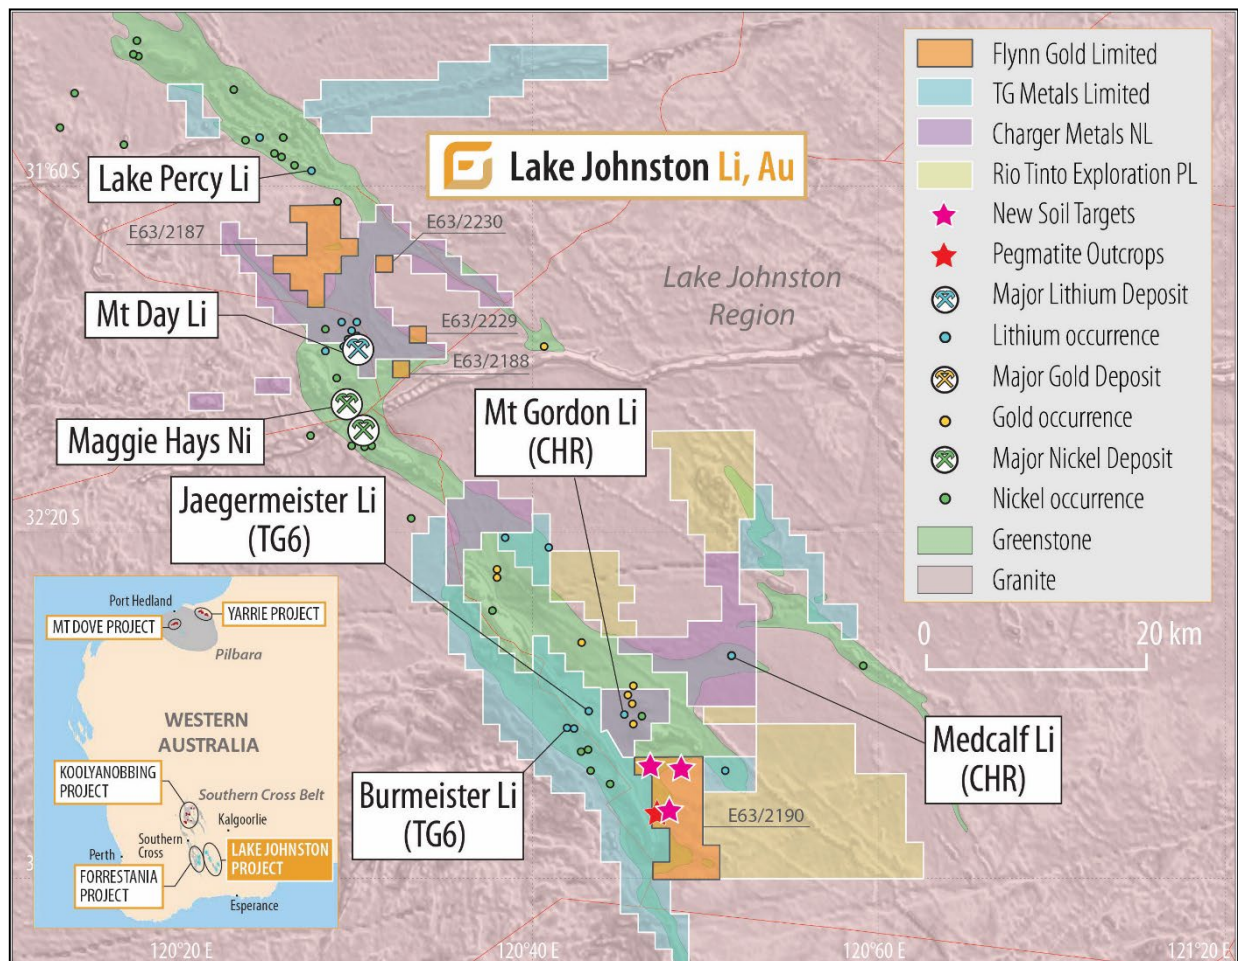 Lake Johnston Li, Au
Flynn Gold Limited
TG Metals Limited
Charger Metals NL
Rio Tinto Exploration PL
New Soil Targets
Pegmatite Outcrops
Major Lithium Deposit
Lithium occurrence
Major Gold Deposit
Gold occurrence
Major Nickel Deposit
Nickel occurrence
Greenstone
Granite
0
20 km
31°60 S
Lake Percy Li
E63/2187
E63/2230
Lake Johnston
Region
Mt Day Li
E63/2229
E63/2188
Maggie Hays Ni
Mt Gordon Li
(CHR)
Jaegermeister Li
(TG6)
32°20 S
Burmeister Li
(TG6)
Medcalf Li
(CHR)
E63/2190
Port Hedland
YARRIE PROJECT
MT DOVE PROJECT
Pilbara
WESTERN
AUSTRALIA
KOOLYANOBBING
PROJECT
Southern Cross Belt
Kalgoorlie
Southern
Cross
Perth
LAKE JOHNSTON
PROJECT
FORRESTANIA
PROJECT
Esperance
3
120°20 E
120°40 E
120°60 E
121°20 E